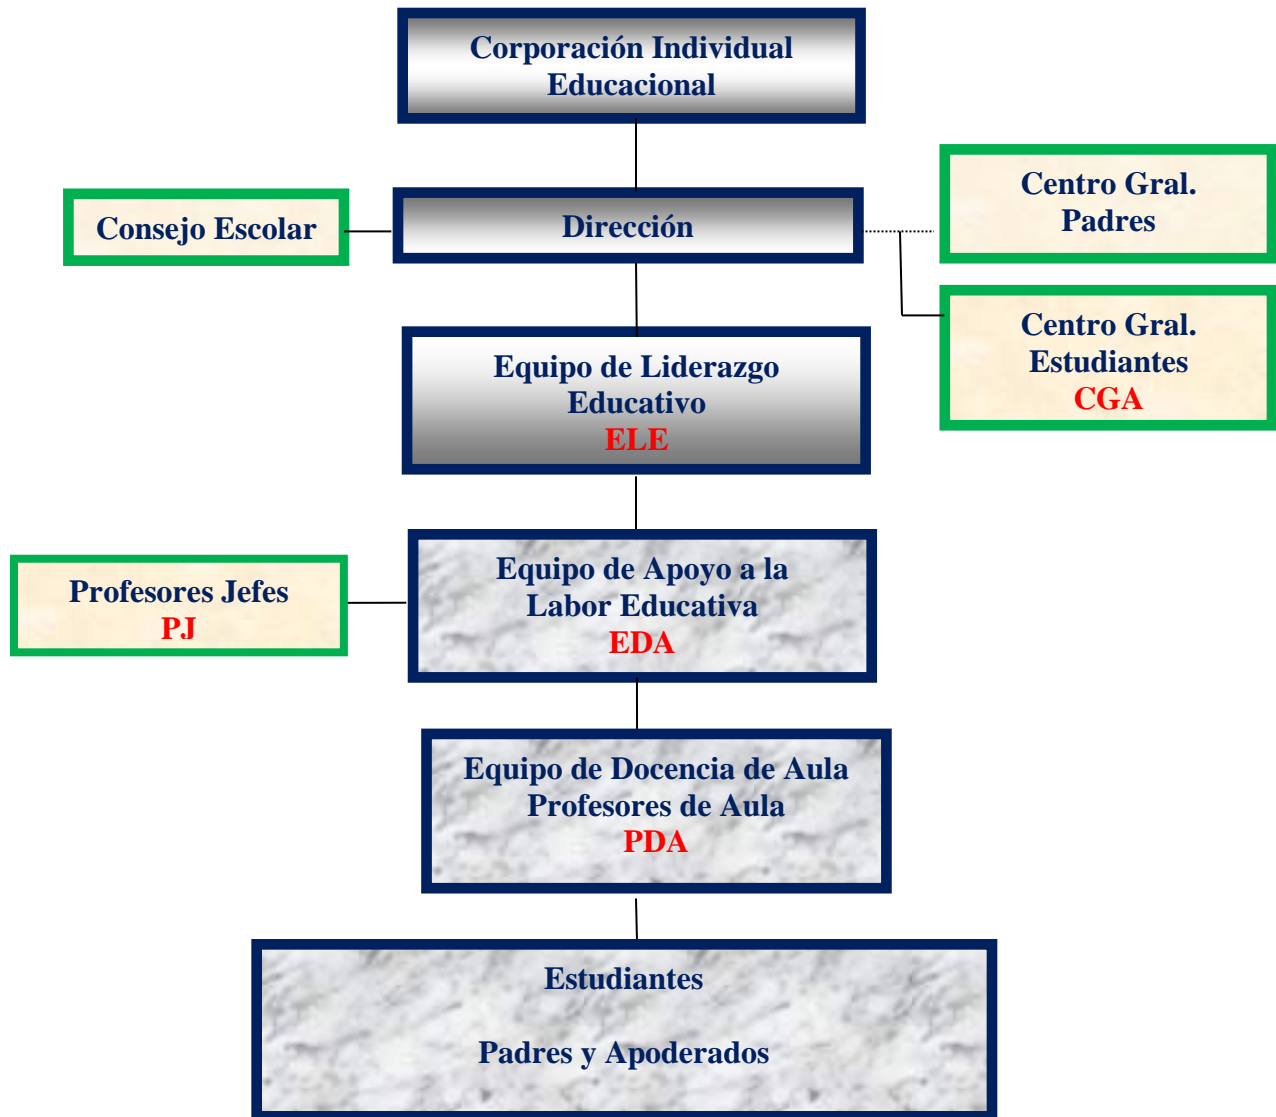 Corporación Individual
Educacional
Consejo Escolar
Dirección
Centro Gral.
Padres
Centro Gral.
Estudiantes
CGA
Equipo de Liderazgo
Educativo
ELE
Profesores Jefes
PJ
Equipo de Apoyo a la
Labor Educativa
EDA
Equipo de Docencia de Aula
Profesores de Aula
PDA
Estudiantes
Padres y Apoderados